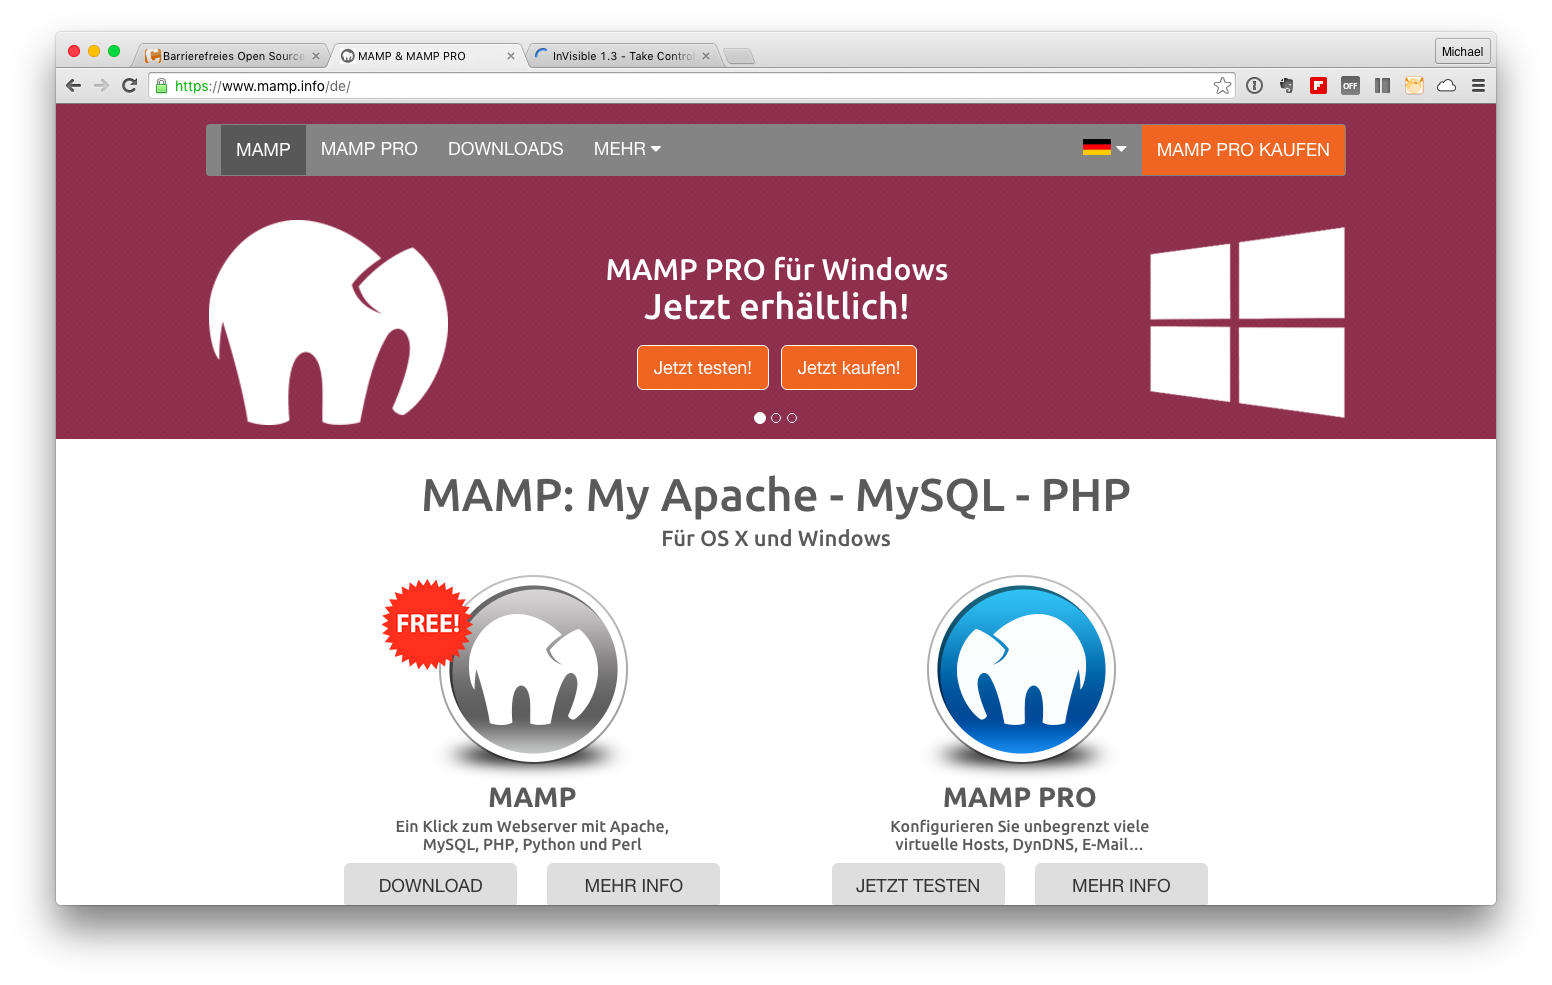 Barrierefreies Open Source
MAMP & MAMP PRO
InVisible 1.3 - Take Control
Michael
https://www.mamp.info/de/
OFF
MAMP
MAMP PRO
DOWNLOADS
MEHR
MAMP PRO KAUFEN
MAMP PRO für Windows
Jetzt erhältlich!
Jetzt testen!
Jetzt kaufen!
MAMP: My Apache - MySQL - PHP
Für OS X und Windows
FREE!
MAMP
Ein Klick zum Webserver mit Apache,
MySQL, PHP, Python und Perl
DOWNLOAD
MEHR INFO
MAMP PRO
Konfigurieren Sie unbegrenzt viele
virtuelle Hosts, DynDNS, E-Mail...
JETZT TESTEN
MEHR INFO